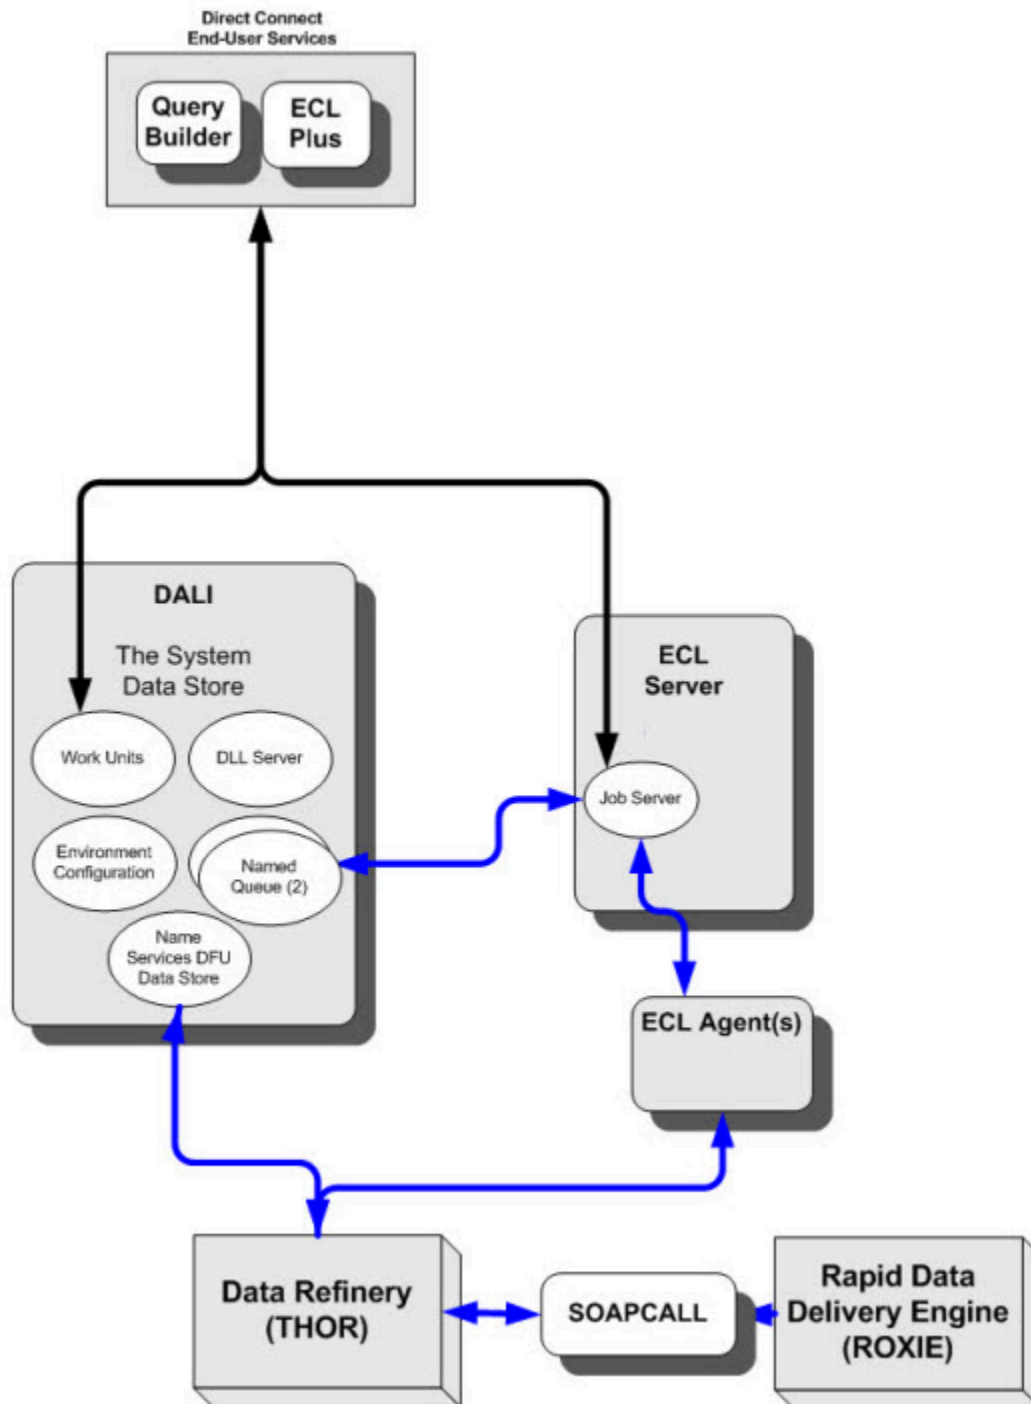 Direct Connect
End-User Services
Query
Builder
ECL
Plus
DALI
The System
Data Store
Work Units
DLL Server
Environment
Configuration
Named
Queue (2)
Name
Services DFU
Data Store
ECL
Server
Job Server
ECL Agent(s)
Data Refinery
(THOR)
SOAPCALL
Rapid Data
Delivery Engine
(ROXIE)